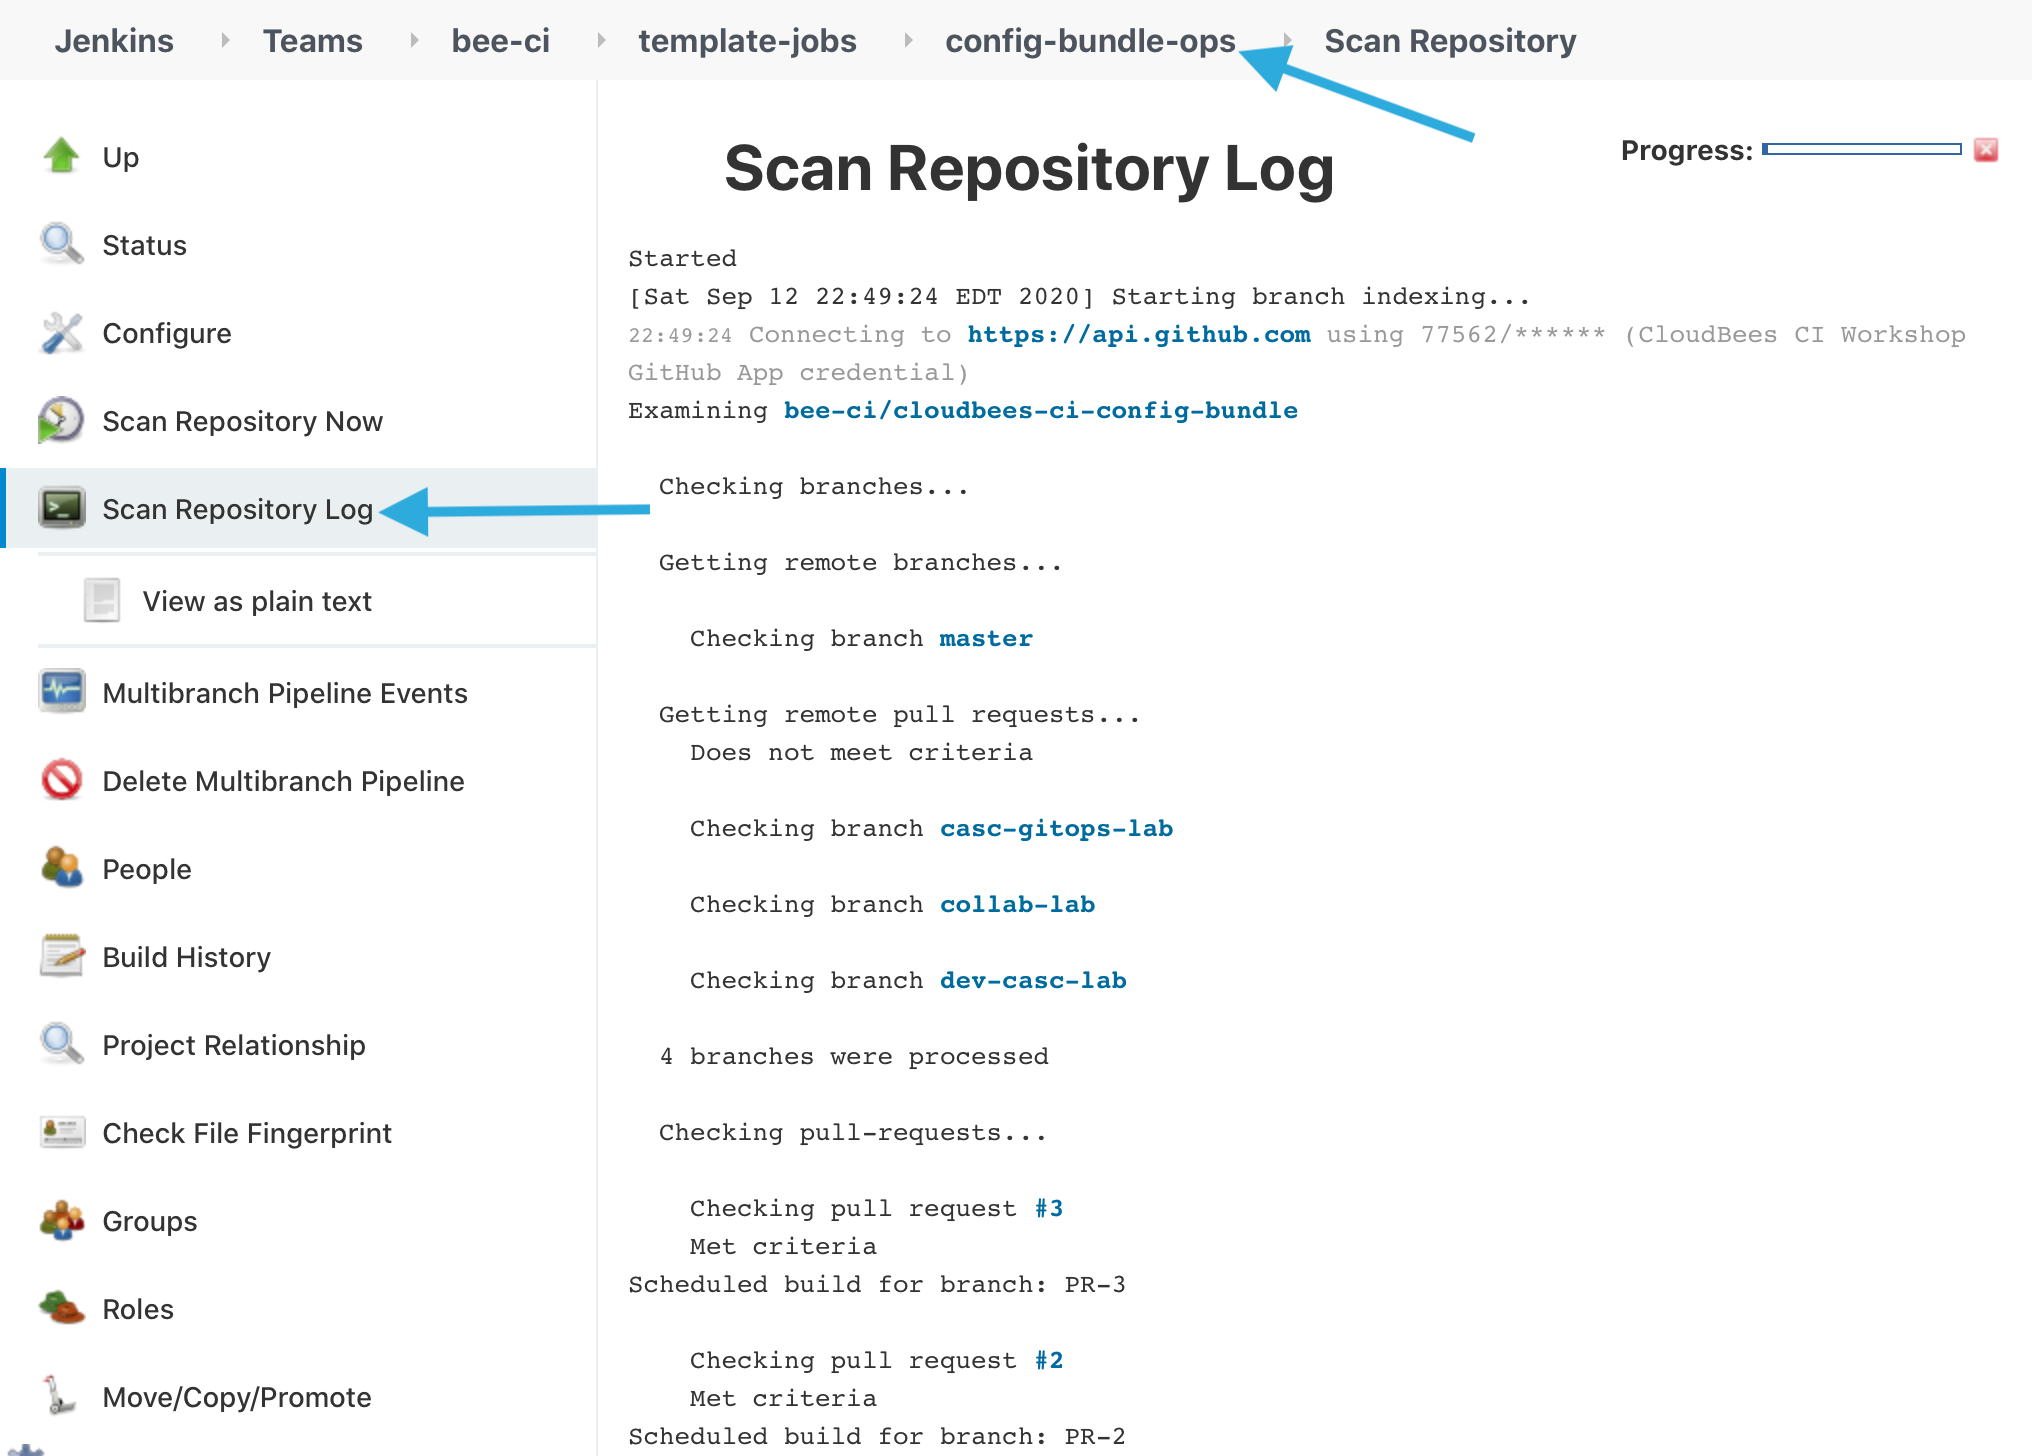 Jenkins Teams bee-ci template-jobs config-bundle-ops Scan Repository
Up
Status
Configure
Scan Repository Now
Scan Repository Log
View as plain text
Multibranch Pipeline Events
Delete Multibranch Pipeline
People
Build History
Project Relationship
Check File Fingerprint
Groups
Roles
Move/Copy/Promote
Scan Repository Log
Progress:
Started
[Sat Sep 12 22:49:24 EDT 2020] Starting branch indexing...
22:49:24 Connecting to https://api.github.com using 77562/****** (CloudBees CI Workshop
GitHub App credential)
Examining bee-ci/cloudbees-ci-config-bundle
Checking branches...
Getting remote branches...
Checking branch master
Getting remote pull requests...
Does not meet criteria
Checking branch casc-gitops-lab
Checking branch collab-lab
Checking branch dev-casc-lab
4 branches were processed
Checking pull-requests...
Checking pull request #3
Met criteria
Scheduled build for branch: PR-3
Checking pull request #2
Met criteria
Scheduled build for branch: PR-2